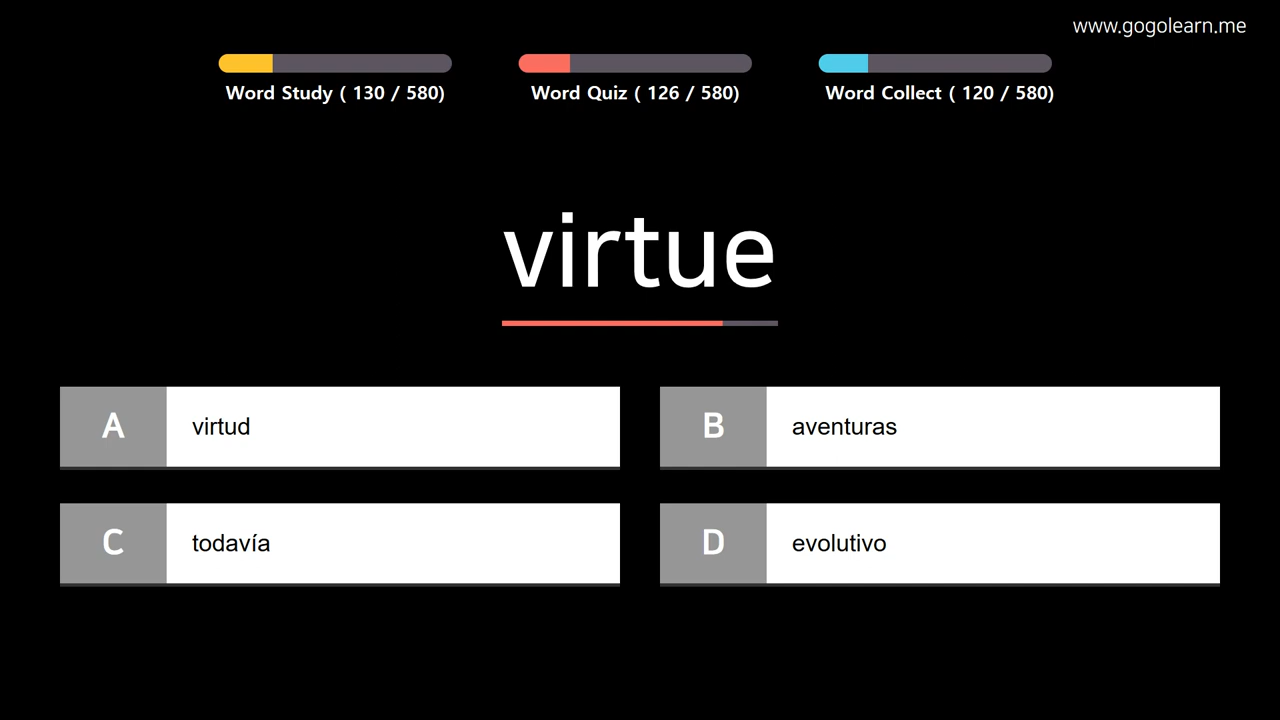 www.gogolearn.me
Word Study ( 130 / 580)
Word Quiz ( 126 / 580)
Word Collect ( 120 / 580)
virtue
A virtud
B aventuras
C todavía
D evolutivo